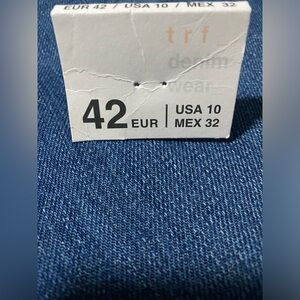 EUR 42 / USA 10 / MEX 32
trf
denim
wear
42 EUR | USA 10
MEX 32